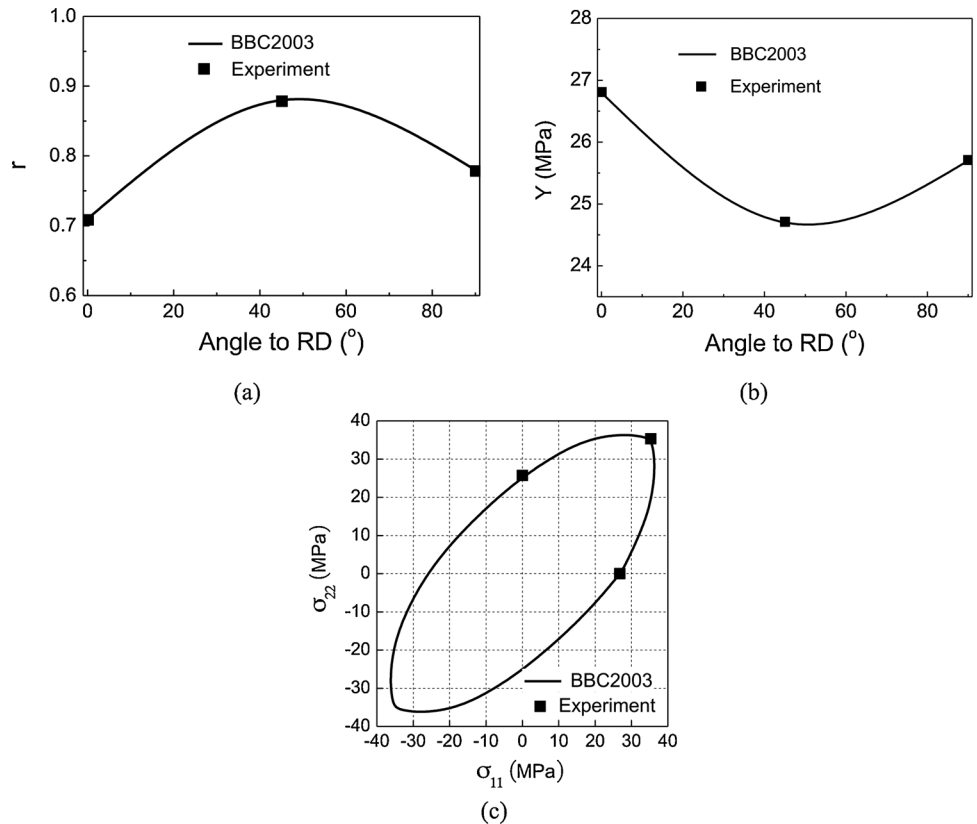 1.0
0.9
0.8
0.7
0.6
r
BBC2003
Experiment
0 20 40 60 80
Angle to RD (°)
(a)
28
27
26
25
24
23
Y (MPa)
BBC2003
Experiment
0 20 40 60 80
Angle to RD (°)
(b)
40
30
20
10
0
-10
-20
-30
-40
σ22 (MPa)
BBC2003
Experiment
-40 -30 -20 -10 0 10 20 30 40
σ11 (MPa)
(c)